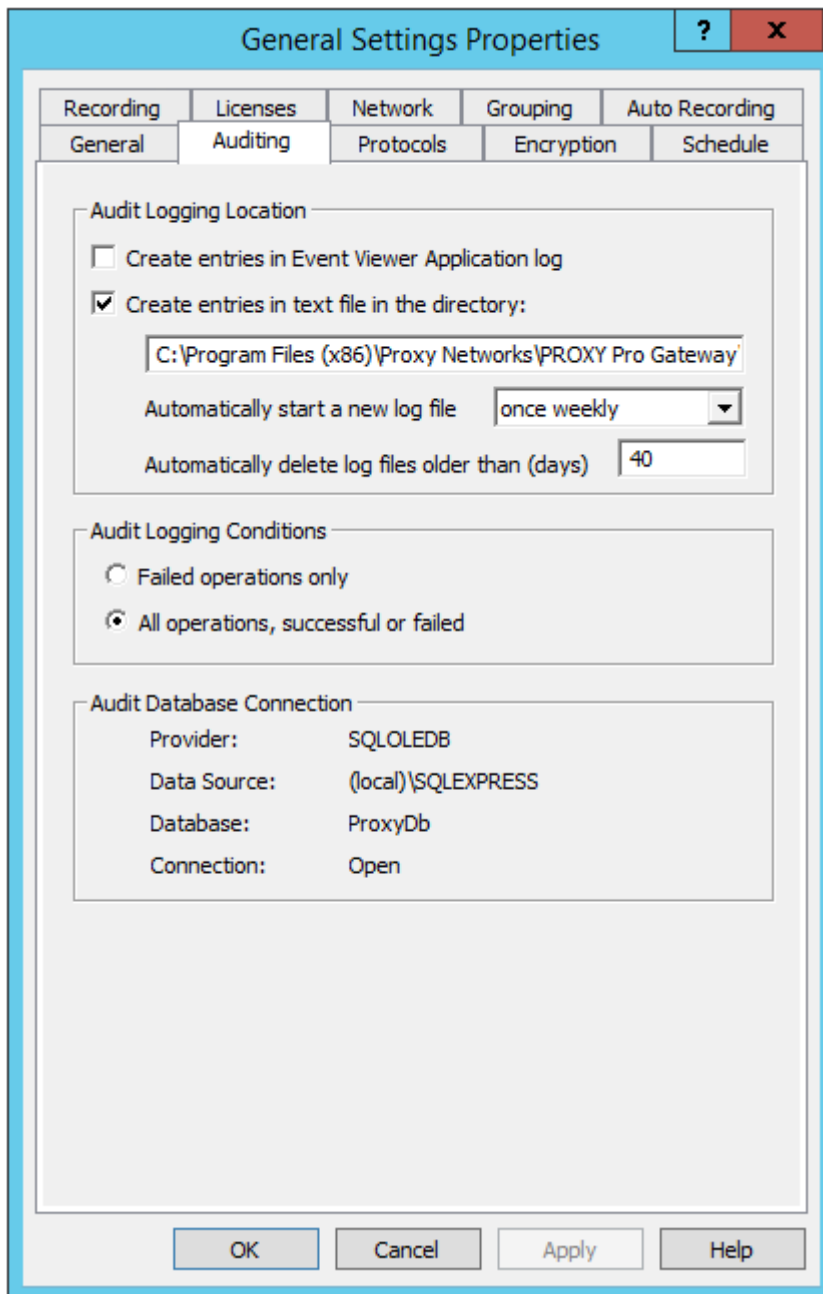 General Settings Properties
? x
Recording Licenses Network Grouping Auto Recording
General Auditing Protocols Encryption Schedule
Audit Logging Location
Create entries in Event Viewer Application log
Create entries in text file in the directory:
C:\Program Files (x86)\Proxy Networks\PROXY Pro Gateway
Automatically start a new log file once weekly
Automatically delete log files older than (days) 40
Audit Logging Conditions
Failed operations only
All operations, successful or failed
Audit Database Connection
Provider: SQLOLEDB
Data Source: (local)\SQLEXPRESS
Database: ProxyDb
Connection: Open
OK Cancel Apply Help